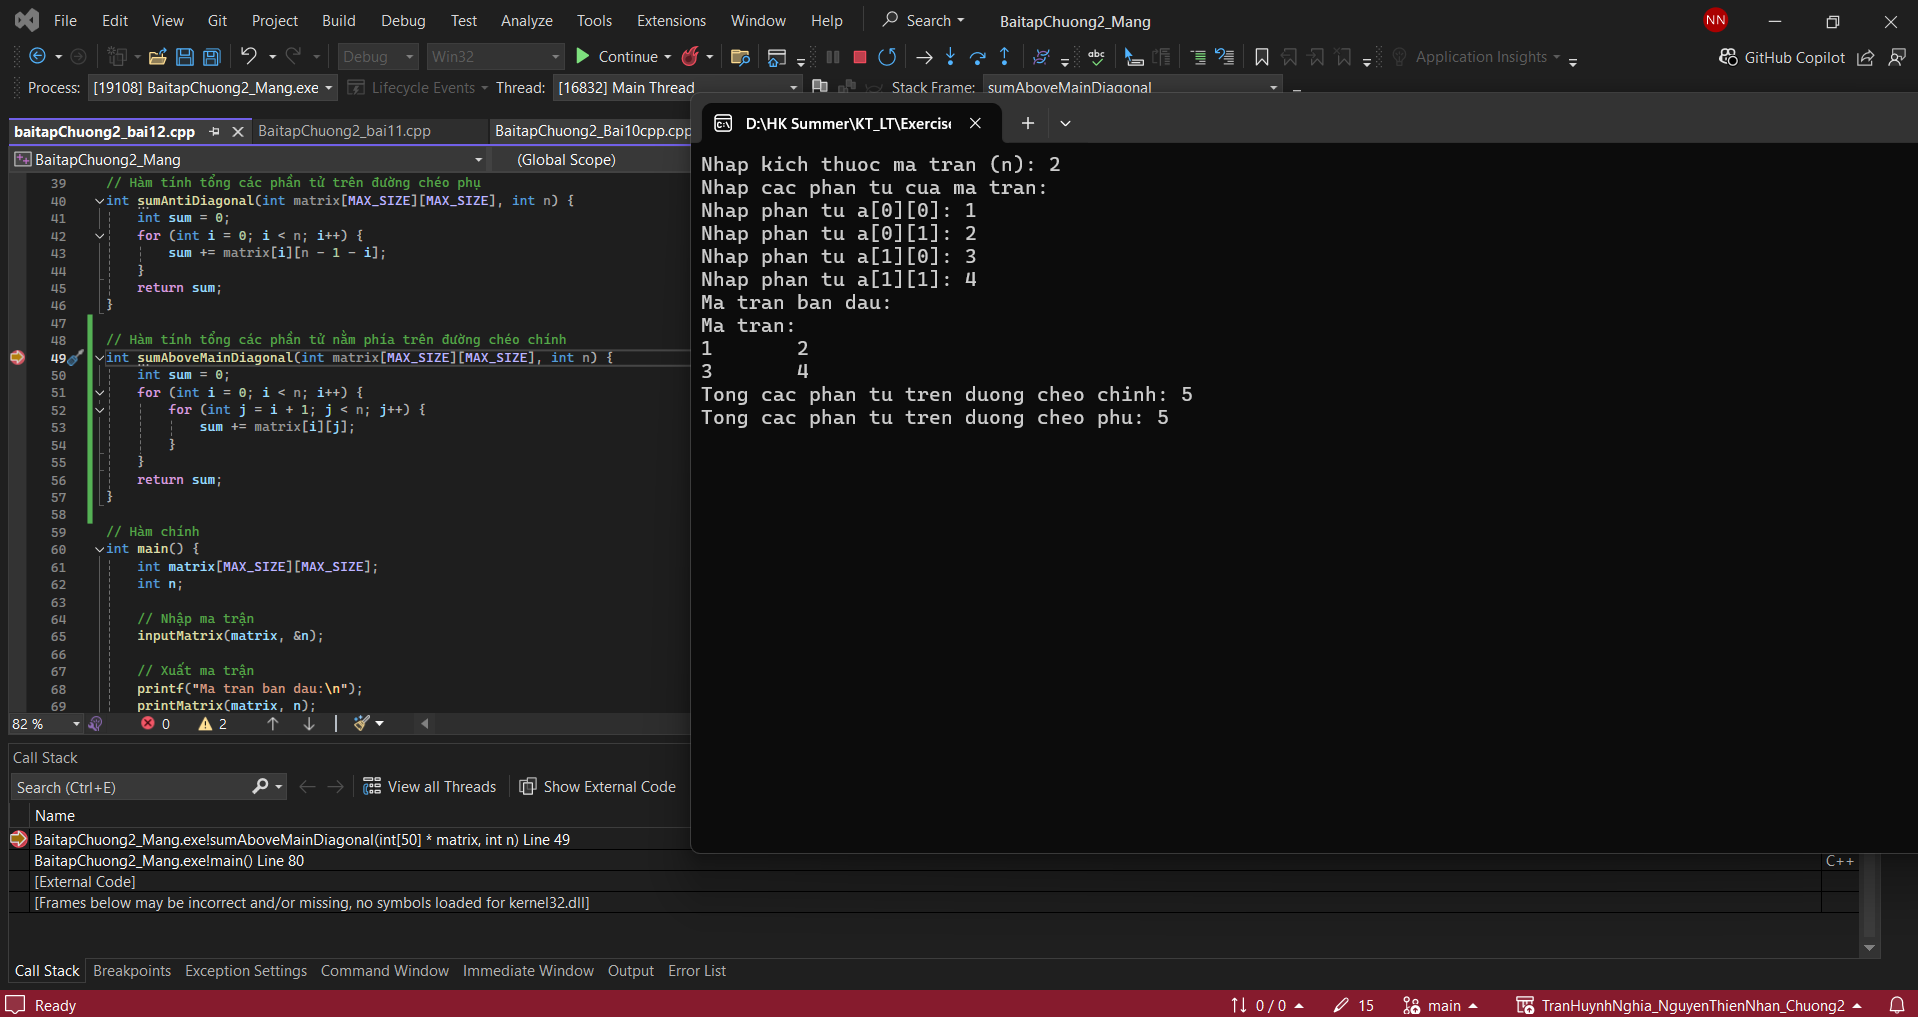 File Edit View Git Project Build Debug Test Analyze Tools Extensions Window Help Search BaitapChuong2_Mang NN
Debug Win32 Continue Application Insights GitHub Copilot
Process: [19108] BaitapChuong2_Mang.exe Lifecycle Events Thread: [16832] Main Thread Stack Frame: sumAboveMainDiagonal
baitapChuong2_bai12.cpp BaitapChuong2_bai11.cpp BaitapChuong2_Bai10cpp.cpp
BaitapChuong2_Mang (Global Scope)
39 // Hàm tính tổng các phần tử trên đường chéo phụ
40 int sumAntiDiagonal(int matrix[MAX_SIZE][MAX_SIZE], int n) {
41 int sum = 0;
42 for (int i = 0; i < n; i++) {
43 sum += matrix[i][n - 1 - i];
44 }
45 return sum;
46 }
47
48 // Hàm tính tổng các phần tử nằm phía trên đường chéo chính
49 int sumAboveMainDiagonal(int matrix[MAX_SIZE][MAX_SIZE], int n) {
50 int sum = 0;
51 for (int i = 0; i < n; i++) {
52 for (int j = i + 1; j < n; j++) {
53 sum += matrix[i][j];
54 }
55 }
56 return sum;
57 }
58
59 // Hàm chính
60 int main() {
61 int matrix[MAX_SIZE][MAX_SIZE];
62 int n;
63
64 // Nhập ma trận
65 inputMatrix(matrix, &n);
66
67 // Xuất ma trận
68 printf("Ma tran ban dau:\n");
69 printMatrix(matrix, n);
82 % 0 2
D:\HK Summer\KT_LT\Exercis
Nhap kich thuoc ma tran (n): 2
Nhap cac phan tu cua ma tran:
Nhap phan tu a[0][0]: 1
Nhap phan tu a[0][1]: 2
Nhap phan tu a[1][0]: 3
Nhap phan tu a[1][1]: 4
Ma tran ban dau:
Ma tran:
1 2
3 4
Tong cac phan tu tren duong cheo chinh: 5
Tong cac phan tu tren duong cheo phu: 5
Call Stack
Search (Ctrl+E) View all Threads Show External Code
Name
BaitapChuong2_Mang.exe!sumAboveMainDiagonal(int[50] * matrix, int n) Line 49
BaitapChuong2_Mang.exe!main() Line 80 C++
[External Code]
[Frames below may be incorrect and/or missing, no symbols loaded for kernel32.dll]
Call Stack Breakpoints Exception Settings Command Window Immediate Window Output Error List
Ready 0 / 0 15 main TranHuynhNghia_NguyenThienNhan_Chuong2